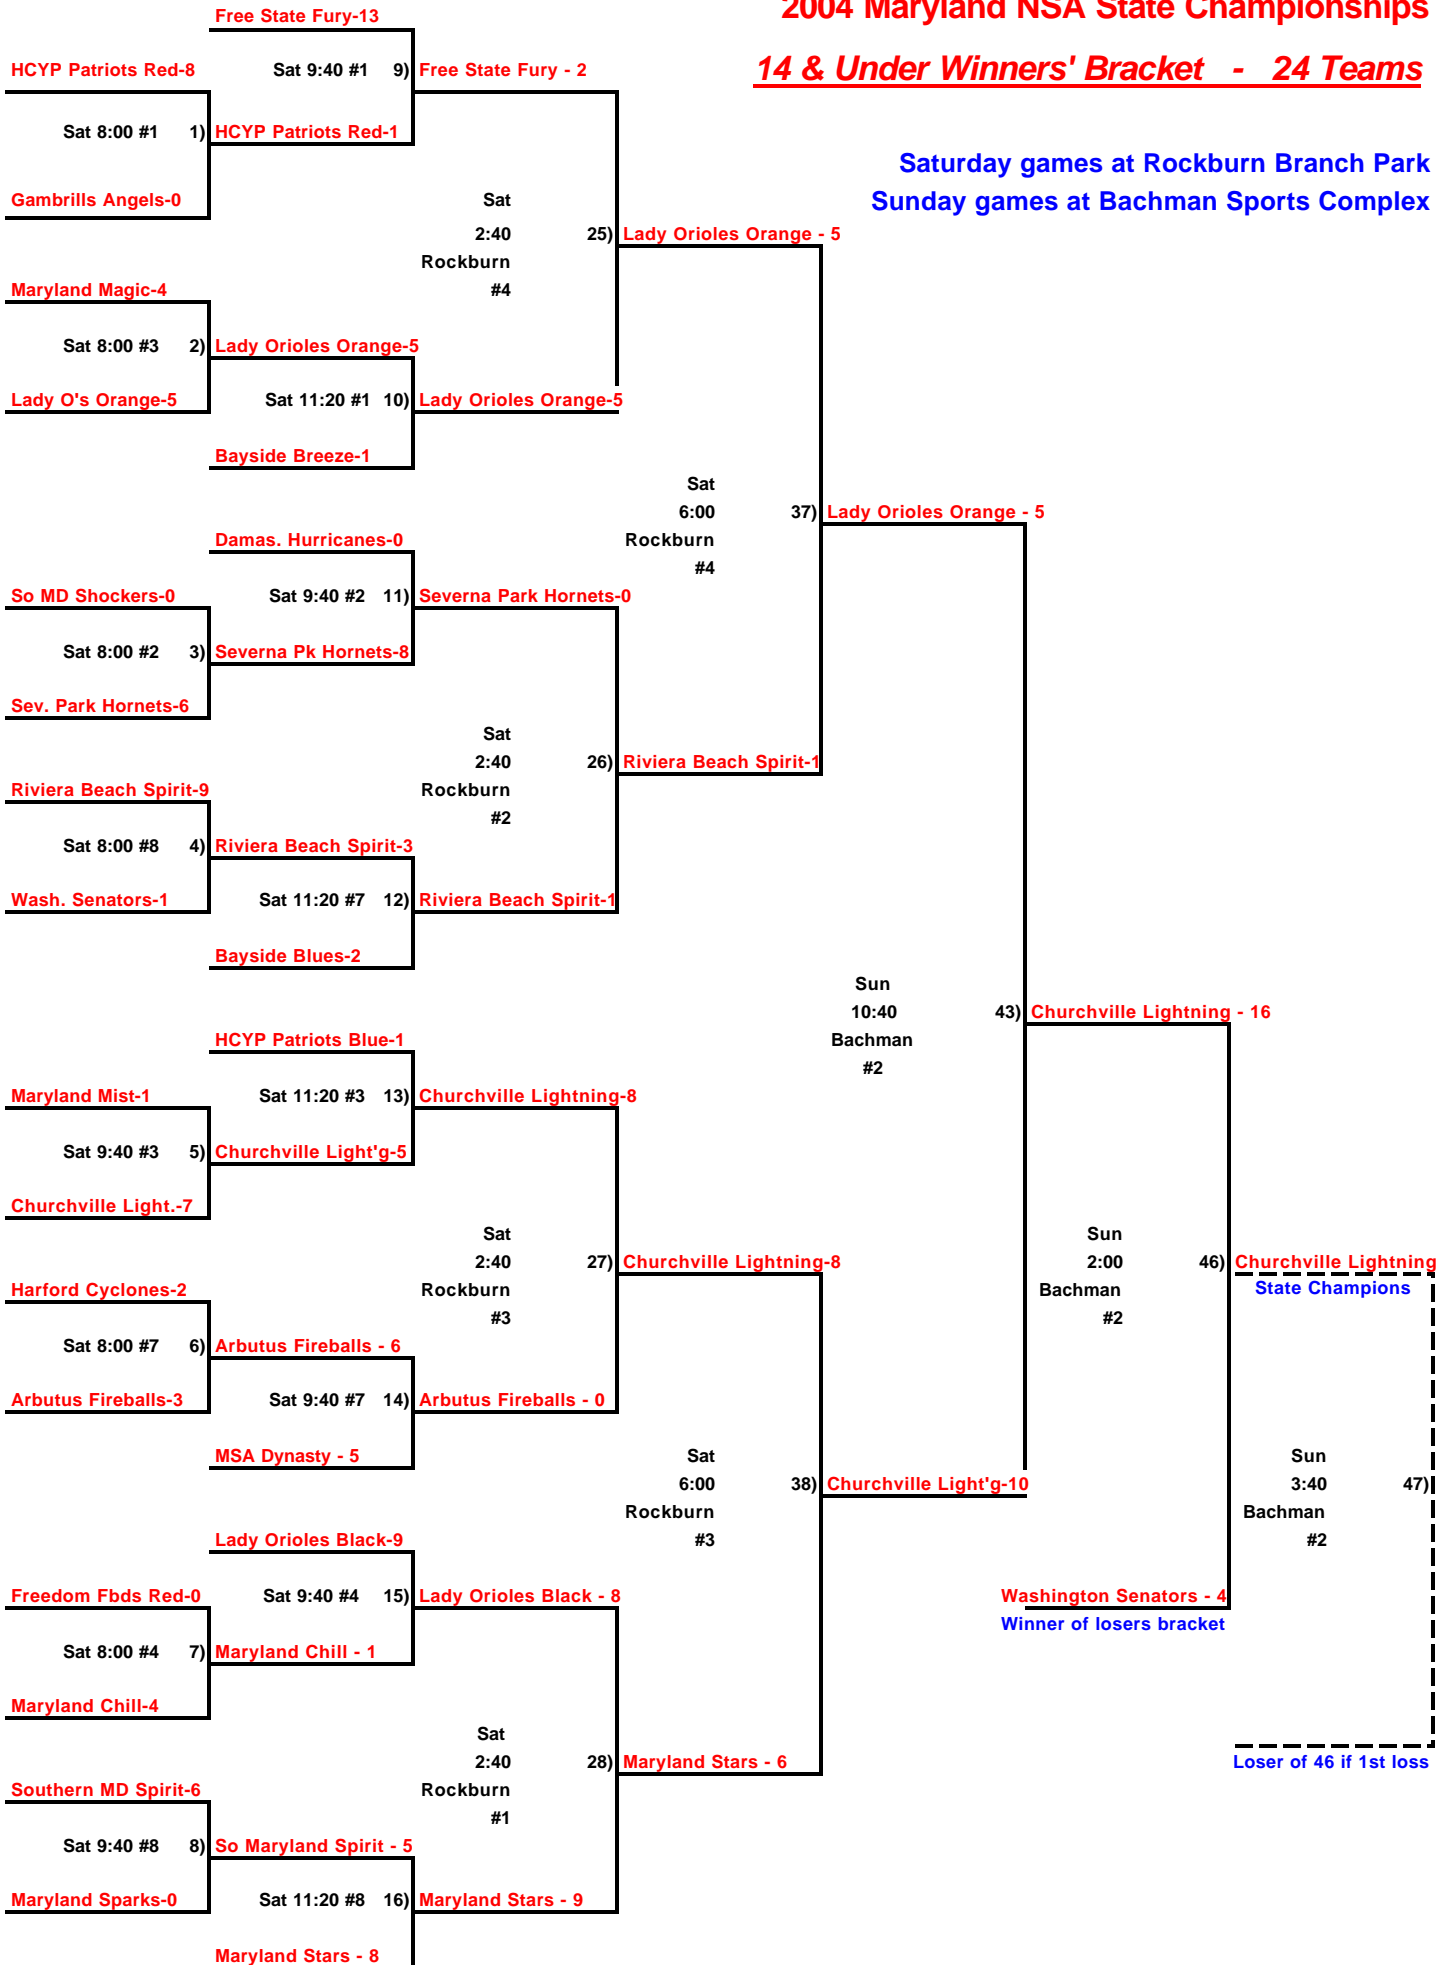 2004 Maryland NSA State Championships
14 & Under Winners' Bracket - 24 Teams
Saturday games at Rockburn Branch Park
Sunday games at Bachman Sports Complex
Free State Fury-13
HCYP Patriots Red-8
Sat 9:40 #1 9) Free State Fury - 2
Sat 8:00 #1 1) HCYP Patriots Red-1
Gambrills Angels-0
Sat
2:40 25) Lady Orioles Orange - 5
Rockburn
#4
Maryland Magic-4
Sat 8:00 #3 2) Lady Orioles Orange-5
Lady O's Orange-5
Sat 11:20 #1 10) Lady Orioles Orange-5
Bayside Breeze-1
Sat
6:00 37) Lady Orioles Orange - 5
Rockburn
#4
Damas. Hurricanes-0
So MD Shockers-0
Sat 9:40 #2 11) Severna Park Hornets-0
Sat 8:00 #2 3) Severna Pk Hornets-8
Sev. Park Hornets-6
Sat
2:40 26) Riviera Beach Spirit-1
Rockburn
#2
Riviera Beach Spirit-9
Sat 8:00 #8 4) Riviera Beach Spirit-3
Wash. Senators-1
Sat 11:20 #7 12) Riviera Beach Spirit-1
Bayside Blues-2
Sun
10:40 43) Churchville Lightning - 16
Bachman
#2
HCYP Patriots Blue-1
Maryland Mist-1
Sat 11:20 #3 13) Churchville Lightning-8
Sat 9:40 #3 5) Churchville Light'g-5
Churchville Light.-7
Sat
2:40 27) Churchville Lightning-8
Rockburn
#3
Sun
2:00 46) Churchville Lightning
Bachman
#2
State Champions
Harford Cyclones-2
Sat 8:00 #7 6) Arbutus Fireballs - 6
Arbutus Fireballs-3
Sat 9:40 #7 14) Arbutus Fireballs - 0
MSA Dynasty - 5
Sat
6:00 38) Churchville Light'g-10
Rockburn
#3
Sun
3:40 47)
Bachman
#2
Lady Orioles Black-9
Freedom Fbds Red-0
Sat 9:40 #4 15) Lady Orioles Black - 8
Washington Senators - 4
Winner of losers bracket
Sat 8:00 #4 7) Maryland Chill - 1
Maryland Chill-4
Sat
2:40 28) Maryland Stars - 6
Rockburn
#1
Loser of 46 if 1st loss
Southern MD Spirit-6
Sat 9:40 #8 8) So Maryland Spirit - 5
Maryland Sparks-0
Sat 11:20 #8 16) Maryland Stars - 9
Maryland Stars - 8